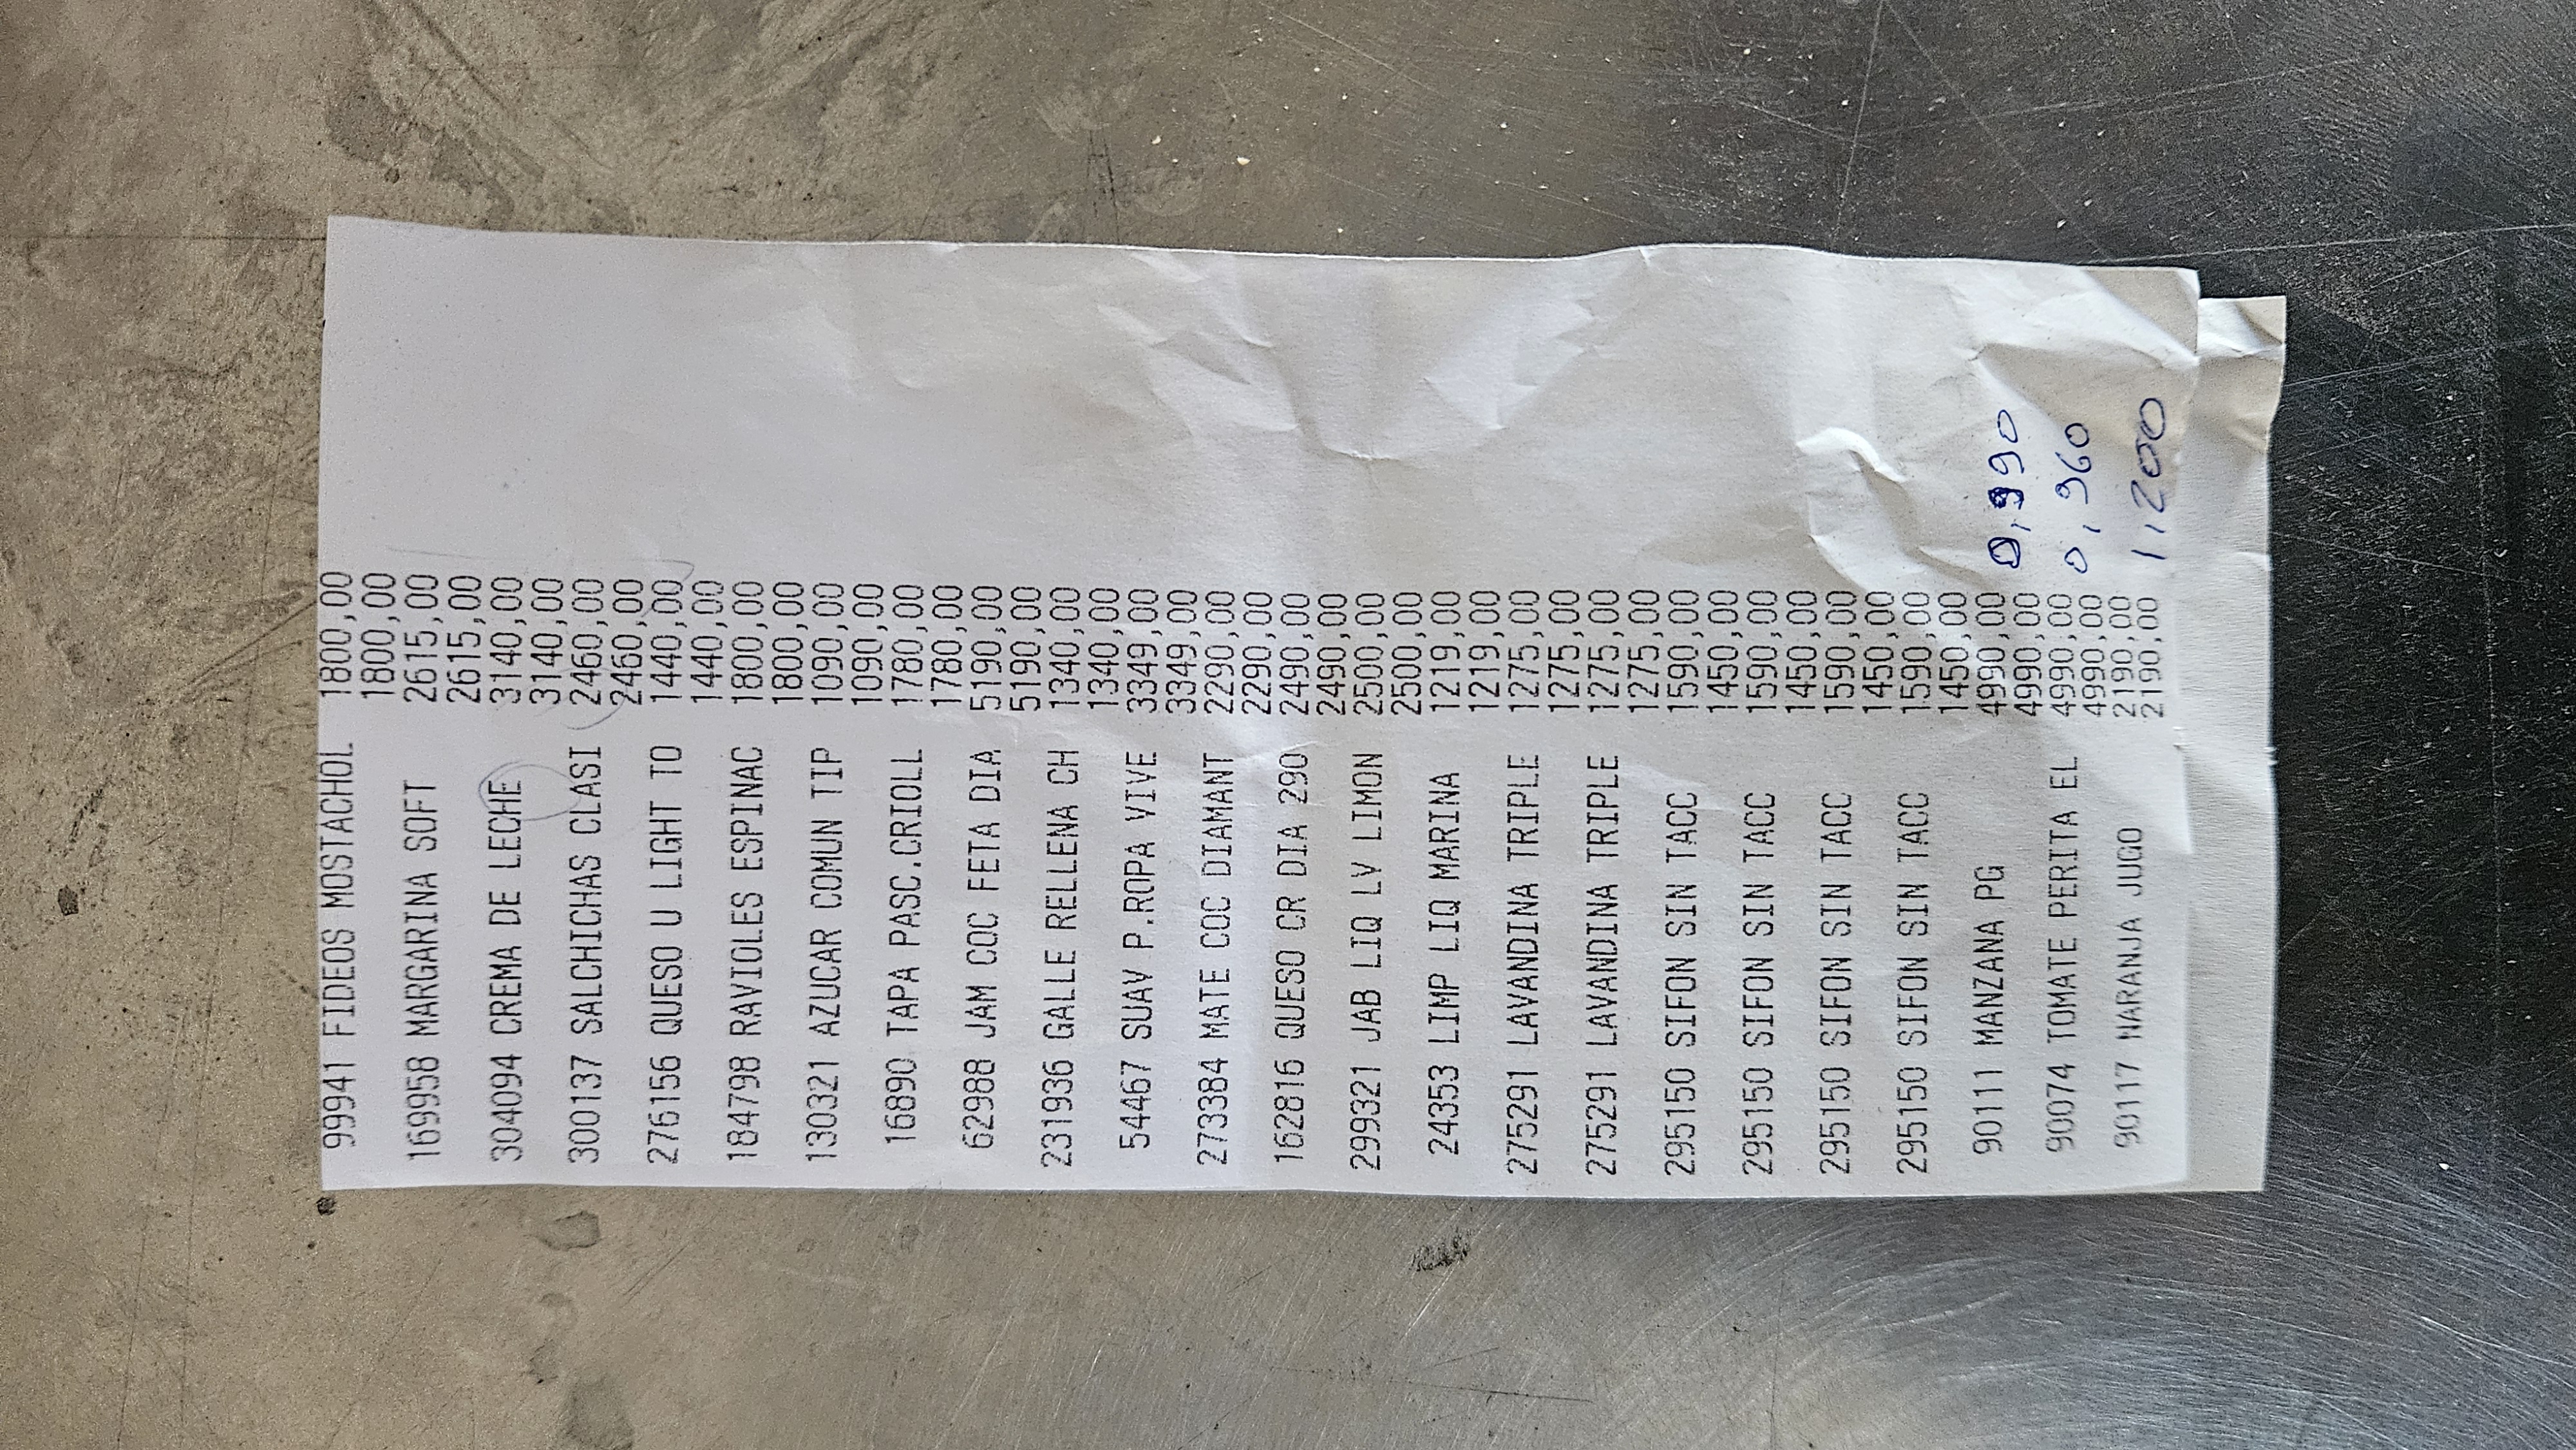 99941 FIDEOS MOSTACHOL 1800,00
1800,00
169958 MARGARINA SOFT 2615,00
2615,00
304094 CREMA DE LECHE 3140,00
3140,00
300137 SALCHICHAS CLASI 2460,00
2460,00
276156 QUESO U LIGHT TO 1440,00
1440,00
184798 RAVIOLES ESPINAC 1800,00
1800,00
130321 AZUCAR COMUN TIP 1090,00
1090,00
16890 TAPA PASC.CRIOLL 1780,00
1780,00
62988 JAM COC FETA DIA 5190,00
5190,00
231936 GALLE RELLENA CH 1340,00
1340,00
54467 SUAV P.ROPA VIVE 3349,00
3349,00
273384 MATE COC DIAMANT 2290,00
2290,00
162816 QUESO CR DIA 290 2490,00
2490,00
299321 JAB LIQ LV LIMON 2500,00
2500,00
24353 LIMP LIQ MARINA 1219,00
1219,00
275291 LAVANDINA TRIPLE 1275,00
1275,00
275291 LAVANDINA TRIPLE 1275,00
1275,00
295150 SIFON SIN TACC 1590,00
1450,00
295150 SIFON SIN TACC 1590,00
1450,00
295150 SIFON SIN TACC 1590,00
1450,00
295150 SIFON SIN TACC 1590,00
1450,00
90111 MANZANA PG 4990,00 0,990
4990,00
90074 TOMATE PERITA EL 4990,00 0,960
4990,00
90117 NARANJA JUGO 2190,00 1,200
2190,00